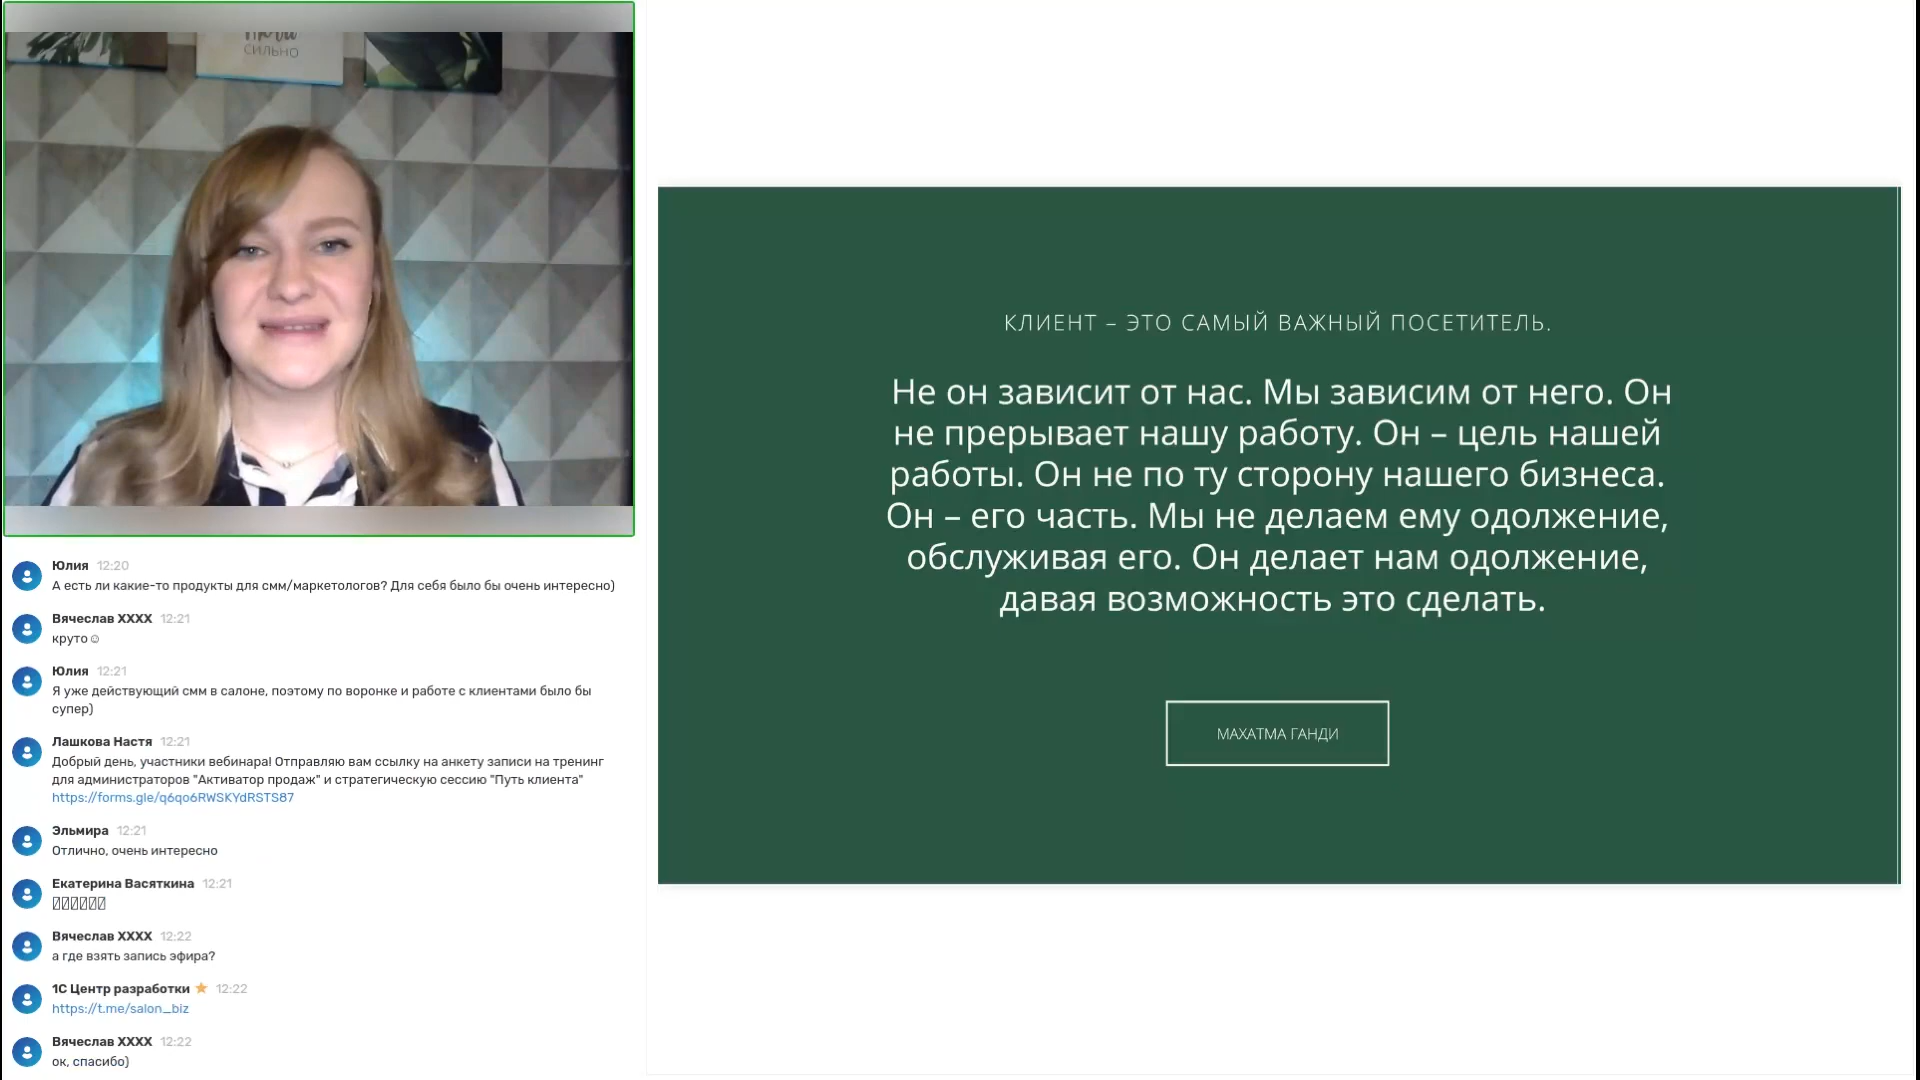 СИЛЬНО
Юлия 12:20
А есть ли какие-то продукты для смм/маркетологов? Для себя было бы очень интересно)
Вячеслав ХХХХ 12:21
круто☺
Юлия 12:21
Я уже действующий смм в салоне, поэтому по воронке и работе с клиентами было бы
супер)
Лашкова Настя 12:21
Добрый день, участники вебинара! Отправляю вам ссылку на анкету записи на тренинг
для администраторов "Активатор продаж" и стратегическую сессию "Путь клиента"
https://forms.gle/q6qo6RWSKYdRSTS87
Эльмира 12:21
Отлично, очень интересно
Екатерина Васяткина 12:21
Вячеслав ХХХХ 12:22
а где взять запись эфира?
1С Центр разработки 12:22
https://t.me/salon_biz
Вячеслав ХХХХ 12:22
ок, спасибо)
КЛИЕНТ – ЭТО САМЫЙ ВАЖНЫЙ ПОСЕТИТЕЛЬ.
Не он зависит от нас. Мы зависим от него. Он
не прерывает нашу работу. Он – цель нашей
работы. Он не по ту сторону нашего бизнеса.
Он – его часть. Мы не делаем ему одолжение,
обслуживая его. Он делает нам одолжение,
давая возможность это сделать.
МАХАТМА ГАНДИ